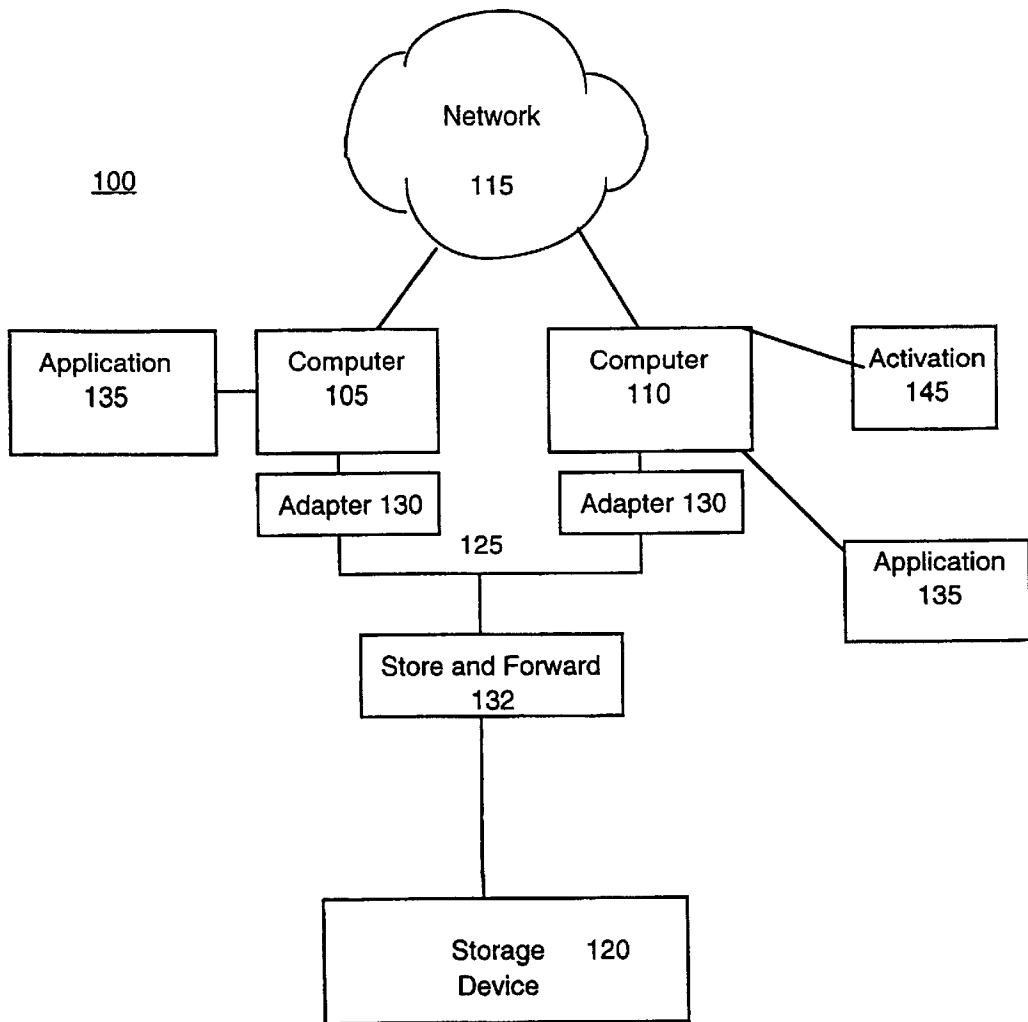 Network
115
100
Application
135
Computer
105
Computer
110
Activation
145
Adapter 130
Adapter 130
125
Application
135
Store and Forward
132
Storage 120
Device